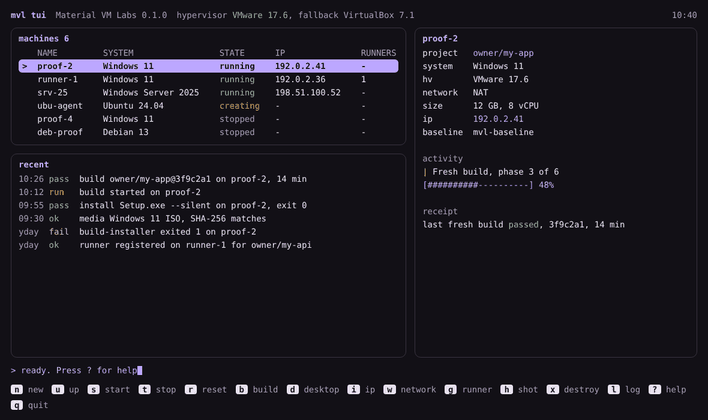 mvl tui Material VM Labs 0.1.0 hypervisor VMware 17.6, fallback VirtualBox 7.1 10:40
machines 6
NAME SYSTEM STATE IP RUNNERS
> proof-2 Windows 11 running 192.0.2.41 -
runner-1 Windows 11 running 192.0.2.36 1
srv-25 Windows Server 2025 running 198.51.100.52 -
ubu-agent Ubuntu 24.04 creating - -
proof-4 Windows 11 stopped - -
deb-proof Debian 13 stopped - -
recent
10:26 pass build owner/my-app@3f9c2a1 on proof-2, 14 min
10:12 run build started on proof-2
09:55 pass install Setup.exe --silent on proof-2, exit 0
09:30 ok media Windows 11 ISO, SHA-256 matches
yday fail build-installer exited 1 on proof-2
yday ok runner registered on runner-1 for owner/my-api
proof-2
project owner/my-app
system Windows 11
hv VMware 17.6
network NAT
size 12 GB, 8 vCPU
ip 192.0.2.41
baseline mvl-baseline
activity
| Fresh build, phase 3 of 6
[##########----------] 48%
receipt
last fresh build passed, 3f9c2a1, 14 min
> ready. Press ? for help
n new u up s start t stop r reset b build d desktop i ip w network g runner h shot x destroy l log ? help
q quit